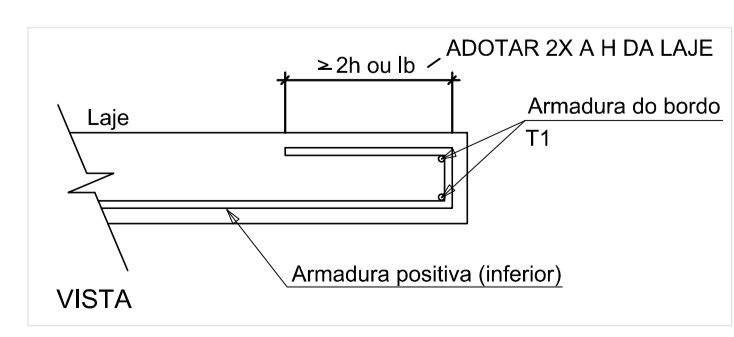 ADOTAR 2X A H DA LAJE
≥ 2h ou lb
Laje
Armadura do bordo
T1
Armadura positiva (inferior)
VISTA